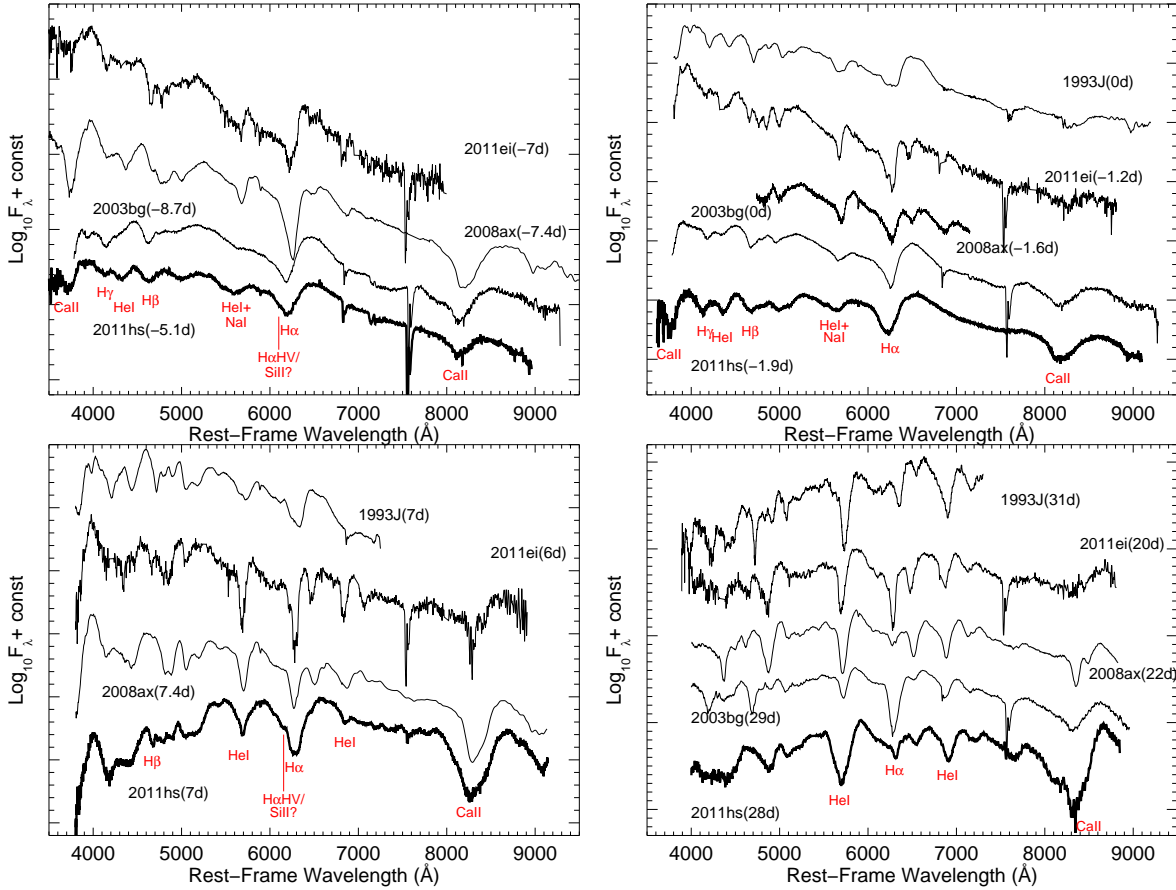 2011ei(−7d)
2003bg(−8.7d)
2008ax(−7.4d)
CaII
Hγ
HeI
Hβ
HeI+
NaI
Hα
HαHV/
SiII?
CaII
2011hs(−5.1d)
Log10 Fλ + const
4000 5000 6000 7000 8000 9000
Rest−Frame Wavelength (Å)
1993J(0d)
2011ei(−1.2d)
2003bg(0d)
2008ax(−1.6d)
CaII
Hγ
HeI
Hβ
HeI+
NaI
Hα
CaII
2011hs(−1.9d)
Log10 Fλ + const
4000 5000 6000 7000 8000 9000
Rest−Frame Wavelength (Å)
1993J(7d)
2011ei(6d)
2008ax(7.4d)
Hβ
HeI
Hα
HeI
HαHV/
SiII?
CaII
2011hs(7d)
Log10 Fλ + const
4000 5000 6000 7000 8000 9000
Rest−Frame Wavelength (Å)
1993J(31d)
2011ei(20d)
2008ax(22d)
2003bg(29d)
HeI
Hα
HeI
CaII
2011hs(28d)
Log10 Fλ + const
4000 5000 6000 7000 8000 9000
Rest−Frame Wavelength (Å)